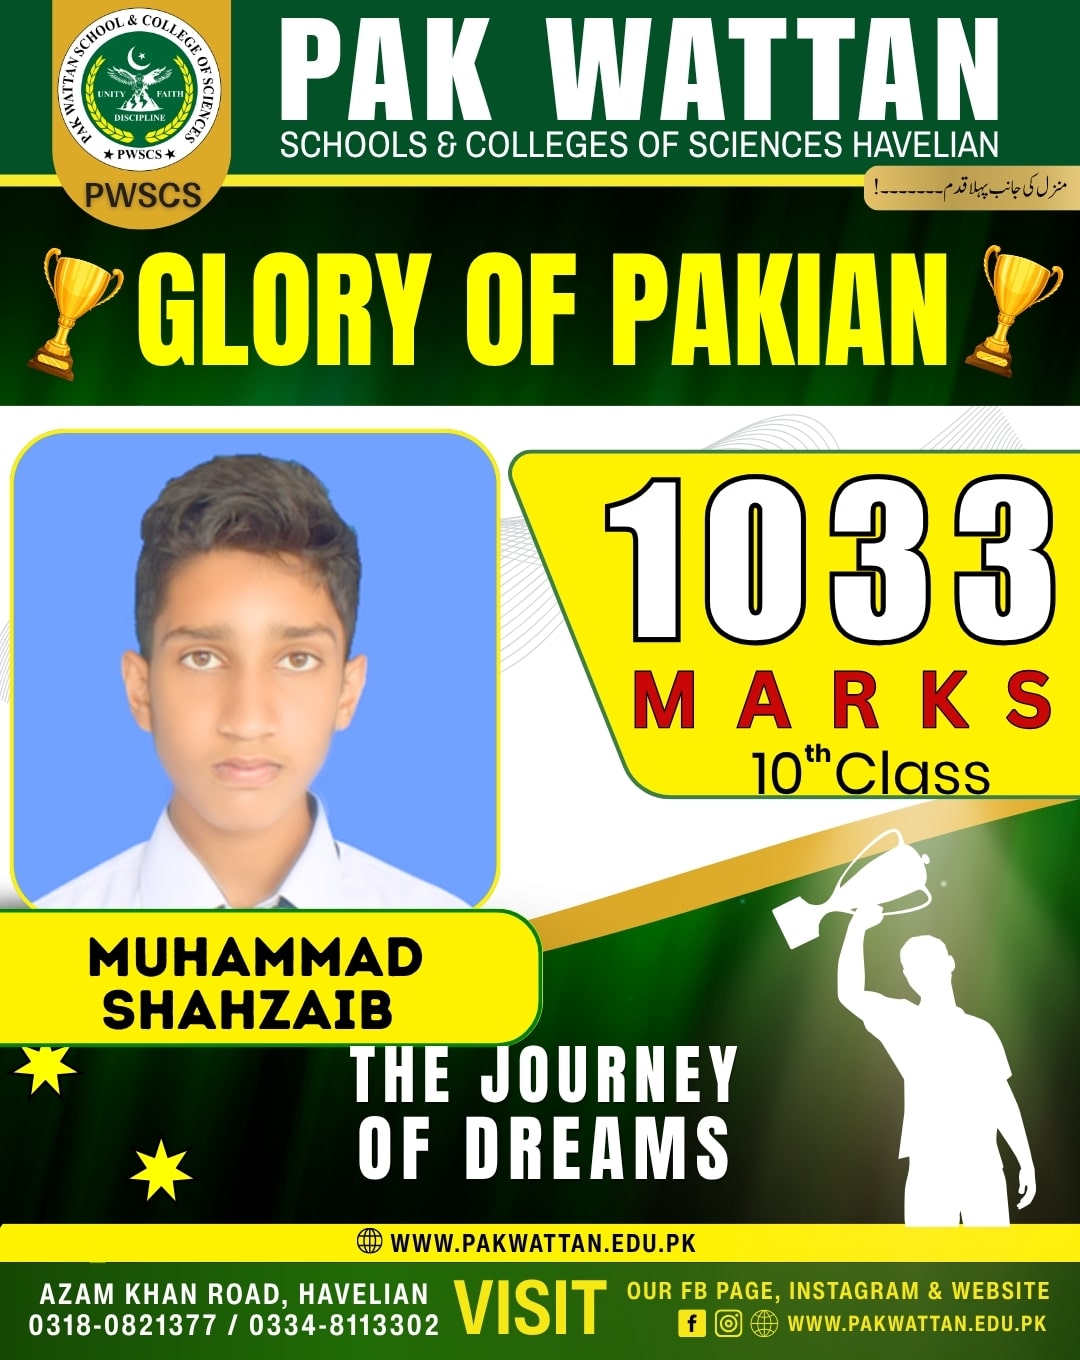 PAK WATTAN SCHOOL & COLLEGE OF SCIENCES
UNITY FAITH
DISCIPLINE
★ PWSCS ★
PWSCS
PAK WATTAN
SCHOOLS & COLLEGES OF SCIENCES HAVELIAN
منزل کی جانب پہلا قدم-------!
GLORY OF PAKIAN
1033
MARKS
10th Class
MUHAMMAD
SHAHZAIB
THE JOURNEY
OF DREAMS
WWW.PAKWATTAN.EDU.PK
AZAM KHAN ROAD, HAVELIAN
0318-0821377 / 0334-8113302
VISIT
OUR FB PAGE, INSTAGRAM & WEBSITE
WWW.PAKWATTAN.EDU.PK